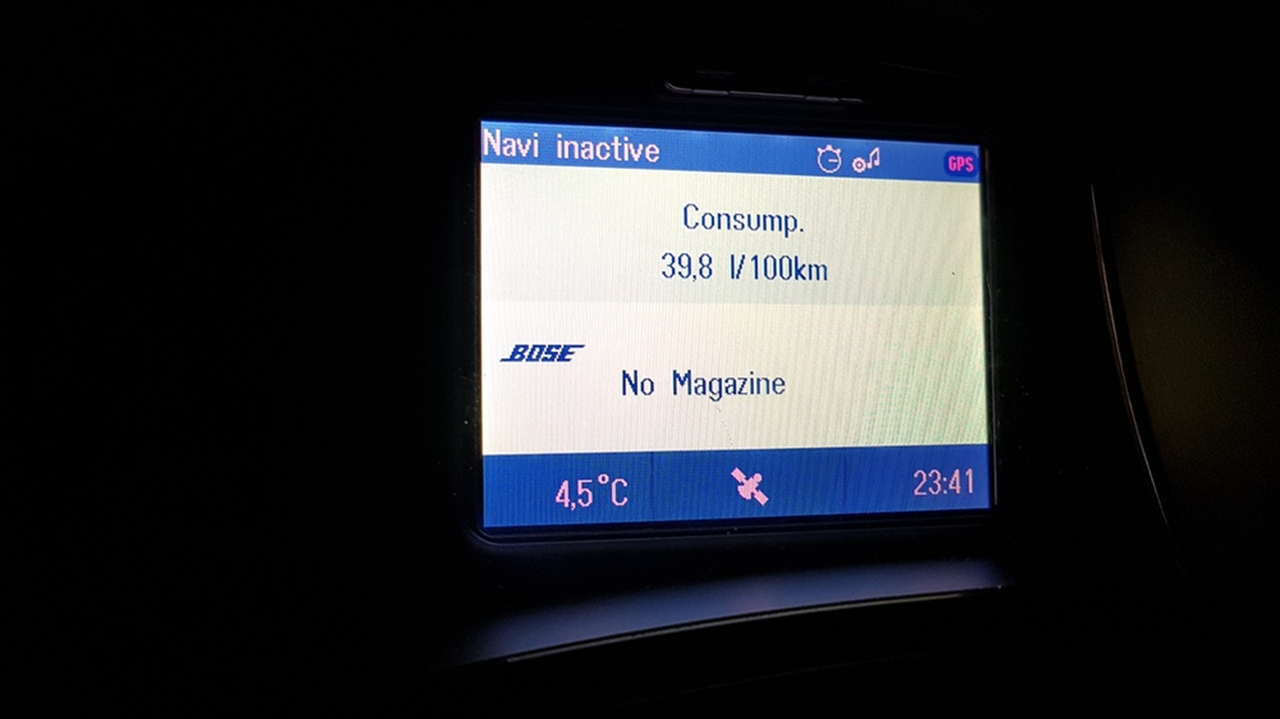 Navi inactive
GPS
Consump.
39,8 l/100km
BOSE
No Magazine
4,5°C
23:41